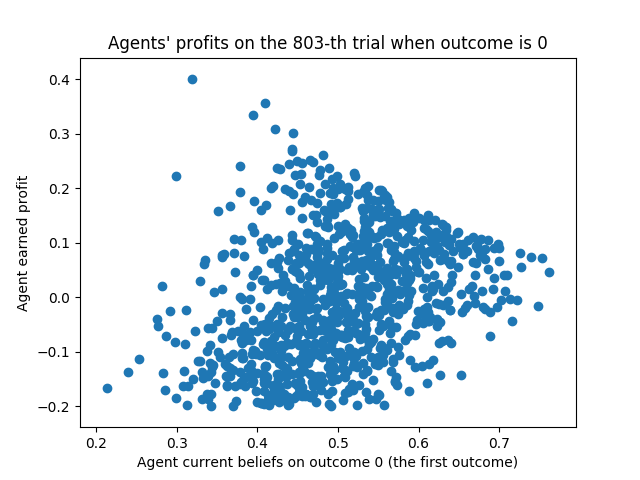 Agents' profits on the 803-th trial when outcome is 0
Agent earned profit
0.4
0.3
0.2
0.1
0.0
−0.1
−0.2
0.2 0.3 0.4 0.5 0.6 0.7
Agent current beliefs on outcome 0 (the first outcome)